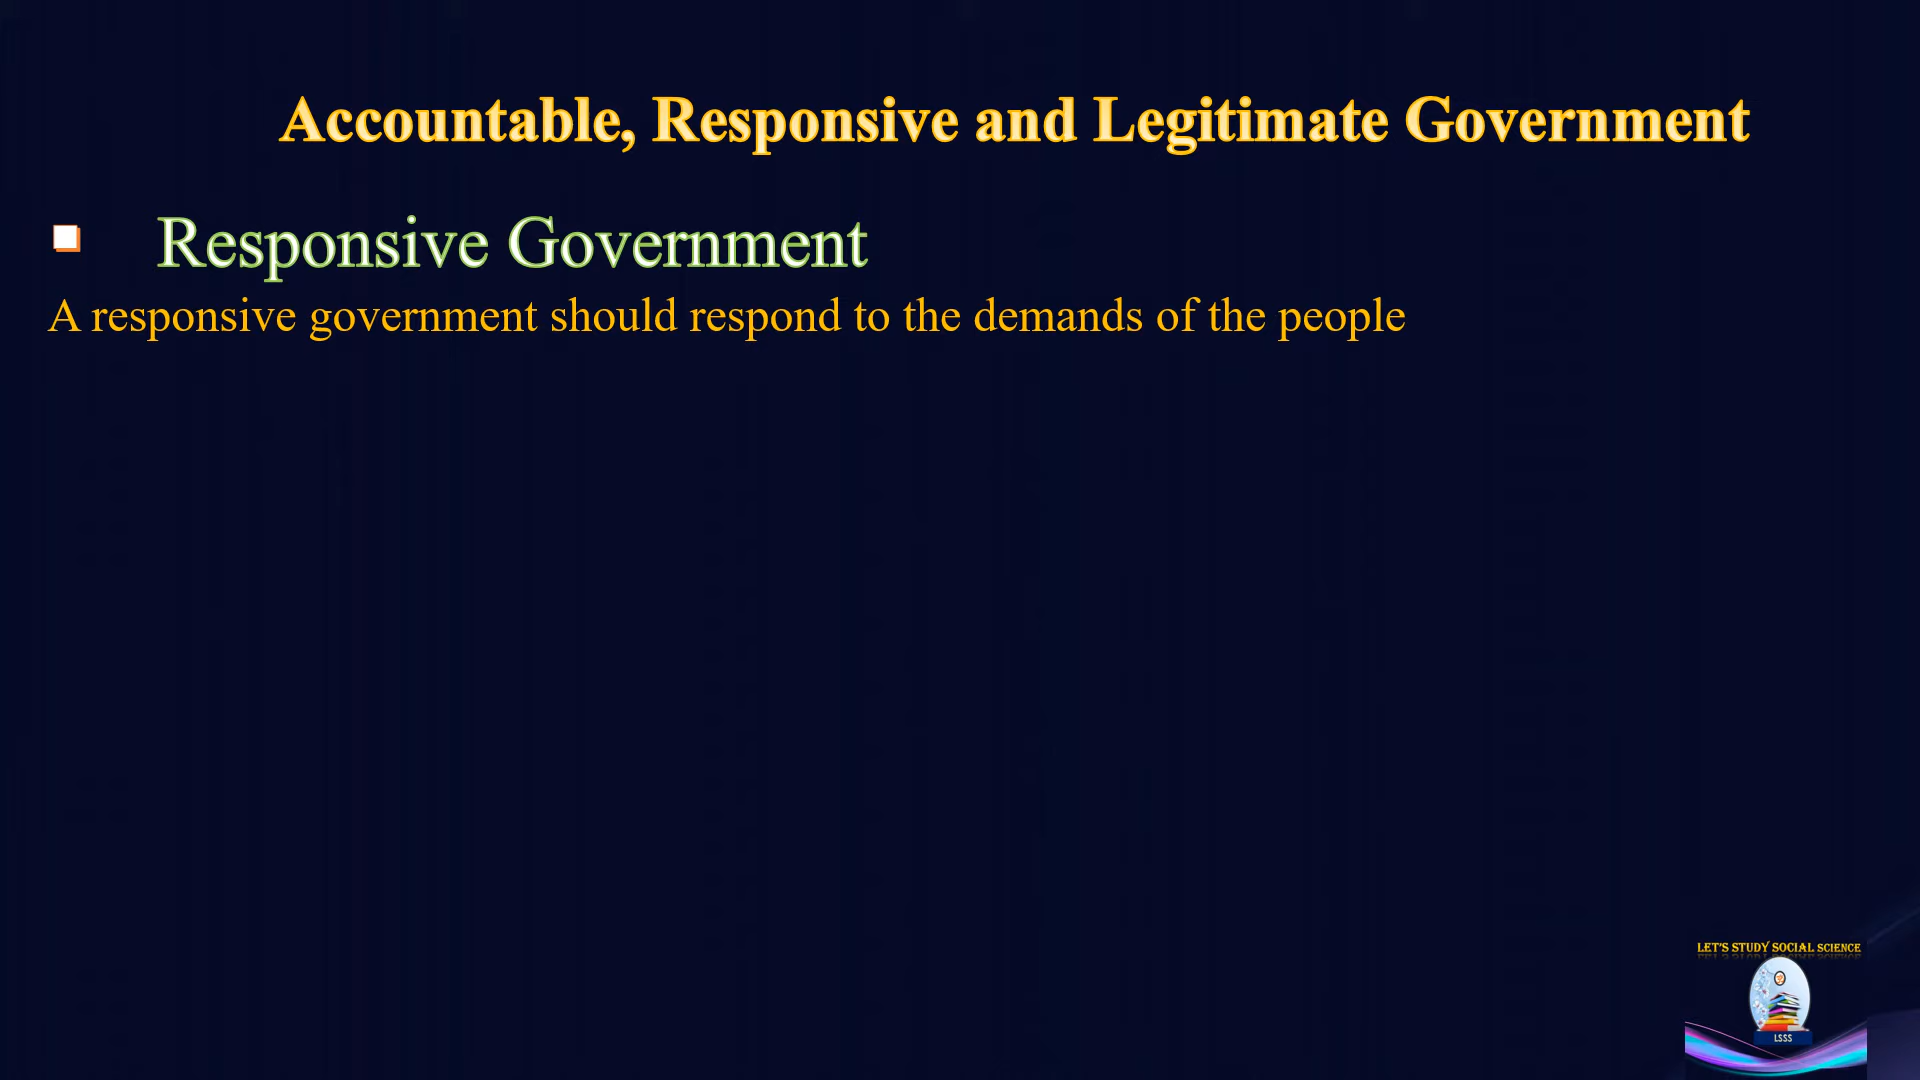 Accountable, Responsive and Legitimate Government
Responsive Government
A responsive government should respond to the demands of the people
LET'S STUDY SOCIAL SCIENCE
LSSS